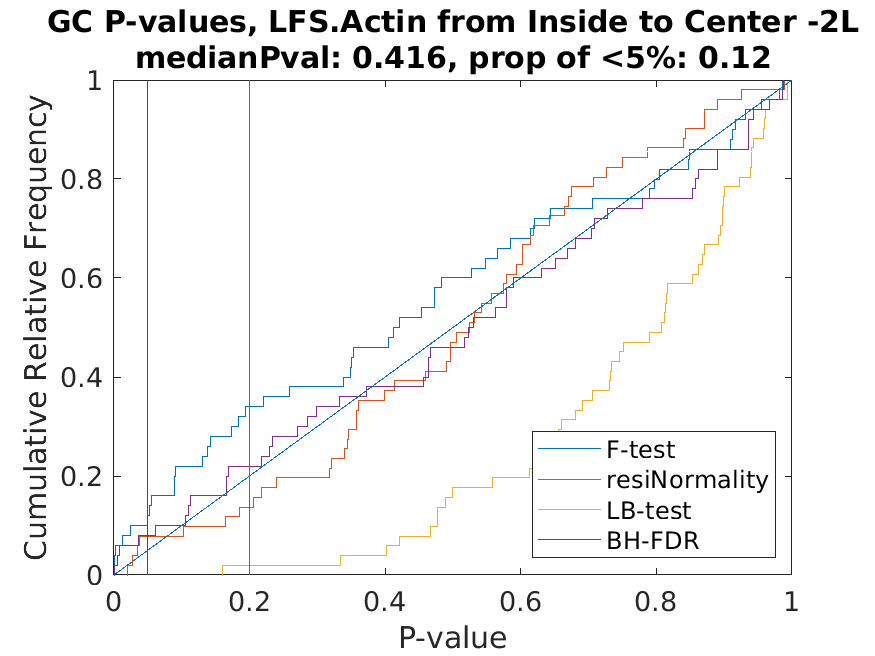 GC P-values, LFS.Actin from Inside to Center -2L
medianPval: 0.416, prop of <5%: 0.12
1
0.8
0.6
0.4
0.2
0
0 0.2 0.4 0.6 0.8 1
Cumulative Relative Frequency
P-value
F-test
resiNormality
LB-test
BH-FDR